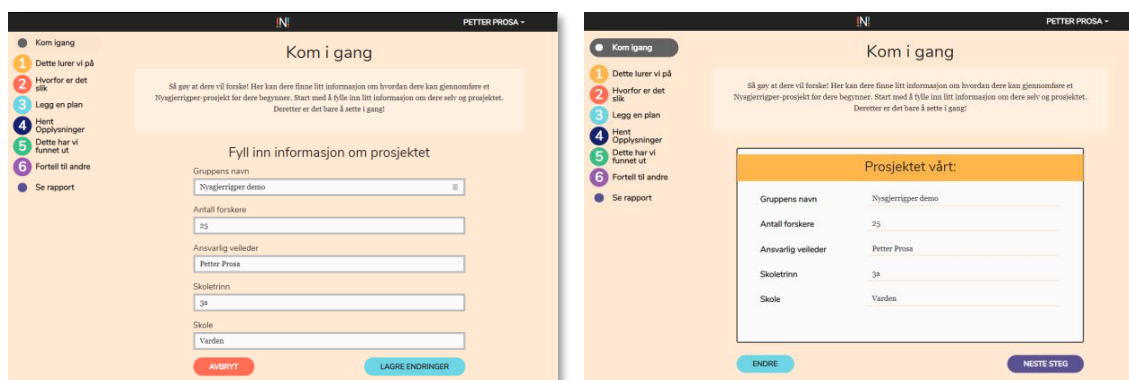 !N!
PETTER PROSA
Kom igang
1 Dette lurer vi på
2 Hvorfor er det
slik
3 Legg en plan
4 Hent
Opplysninger
5 Dette har vi
funnet ut
6 Fortell til andre
Se rapport
Kom i gang
Så gøy at dere vil forske! Her kan dere finne litt informasjon om hvordan dere kan gjennomføre et
Nysgjerrigper-prosjekt før dere begynner. Start med å fylle inn litt informasjon om dere selv og prosjektet.
Deretter er det bare å sette i gang!
Fyll inn informasjon om prosjektet
Gruppens navn
Nysgjerrigper demo
Antall forskere
25
Ansvarlig veileder
Petter Prosa
Skoletrinn
3a
Skole
Varden
AVBRYT
LAGRE ENDRINGER
!N!
PETTER PROSA
Kom igang
1 Dette lurer vi på
2 Hvorfor er det
slik
3 Legg en plan
4 Hent
Opplysninger
5 Dette har vi
funnet ut
6 Fortell til andre
Se rapport
Kom i gang
Så gøy at dere vil forske! Her kan dere finne litt informasjon om hvordan dere kan gjennomføre et
Nysgjerrigper-prosjekt før dere begynner. Start med å fylle inn litt informasjon om dere selv og prosjektet.
Deretter er det bare å sette i gang!
Prosjektet vårt:
Gruppens navn Nysgjerrigper demo
Antall forskere 25
Ansvarlig veileder Petter Prosa
Skoletrinn 3a
Skole Varden
ENDRE
NESTE STEG